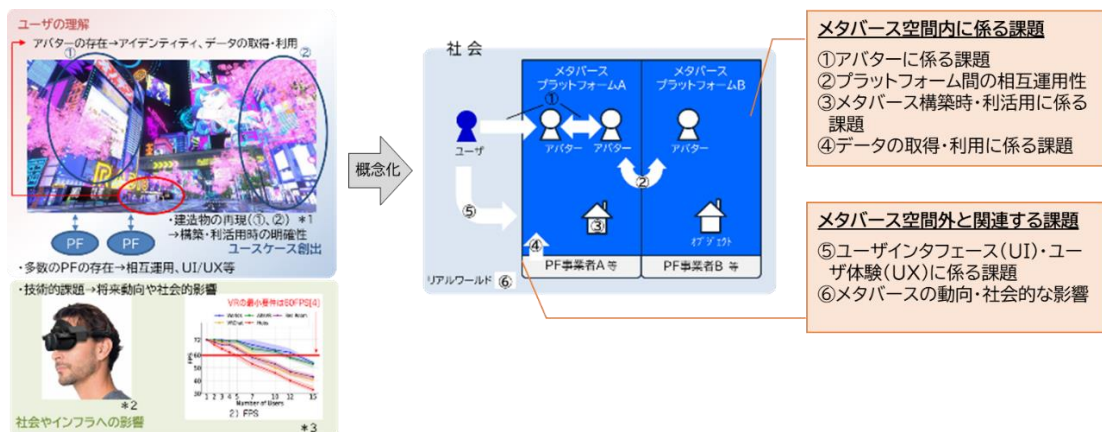 ユーザの理解
アバターの存在→アイデンティティ、データの取得・利用
①
②
・建造物の再現(①、②) *1
→構築・利活用時の明確性
PF
PF
ユースケース創出
・多数のPFの存在→相互運用、UI/UX等
・技術的課題→将来動向や社会的影響
VRの最小要件は60FPS[4]
FPS
72
60
50
40
30
1 2 3 4 5 7 10 12 15
Number of Users
2) FPS
*2
*3
社会やインフラへの影響
概念化
社会
メタバース
プラットフォームA
メタバース
プラットフォームB
①
ユーザ
アバター
アバター
アバター
②
⑤
③
オブジェクト
④
PF事業者A 等
PF事業者B 等
リアルワールド ⑥
メタバース空間内に係る課題
①アバターに係る課題
②プラットフォーム間の相互運用性
③メタバース構築時・利活用に係る
課題
④データの取得・利用に係る課題
メタバース空間外と関連する課題
⑤ユーザインタフェース(UI)・ユー
ザ体験(UX)に係る課題
⑥メタバースの動向・社会的な影響